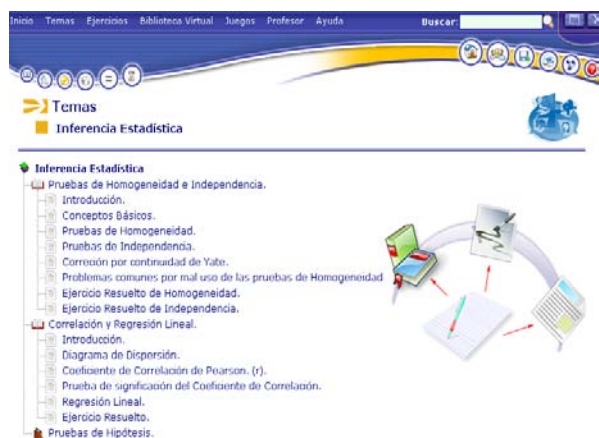 Inicio Temas Ejercicios Biblioteca Virtual Juegos Profesor Ayuda Buscar:
Temas
Inferencia Estadística
Inferencia Estadística
Pruebas de Homogeneidad e Independencia.
Introducción.
Conceptos Básicos.
Pruebas de Homogeneidad.
Pruebas de Independencia.
Correción por continuidad de Yate.
Problemas comunes por mal uso de las pruebas de Homogeneidad
Ejercicio Resuelto de Homogeneidad.
Ejercicio Resuelto de Independencia.
Correlación y Regresión Lineal.
Introducción.
Diagrama de Dispersión.
Coeficiente de Correlación de Pearson. (r).
Prueba de significación del Coeficiente de Correlación.
Regresión Lineal.
Ejercicio Resuelto.
Pruebas de Hipótesis.